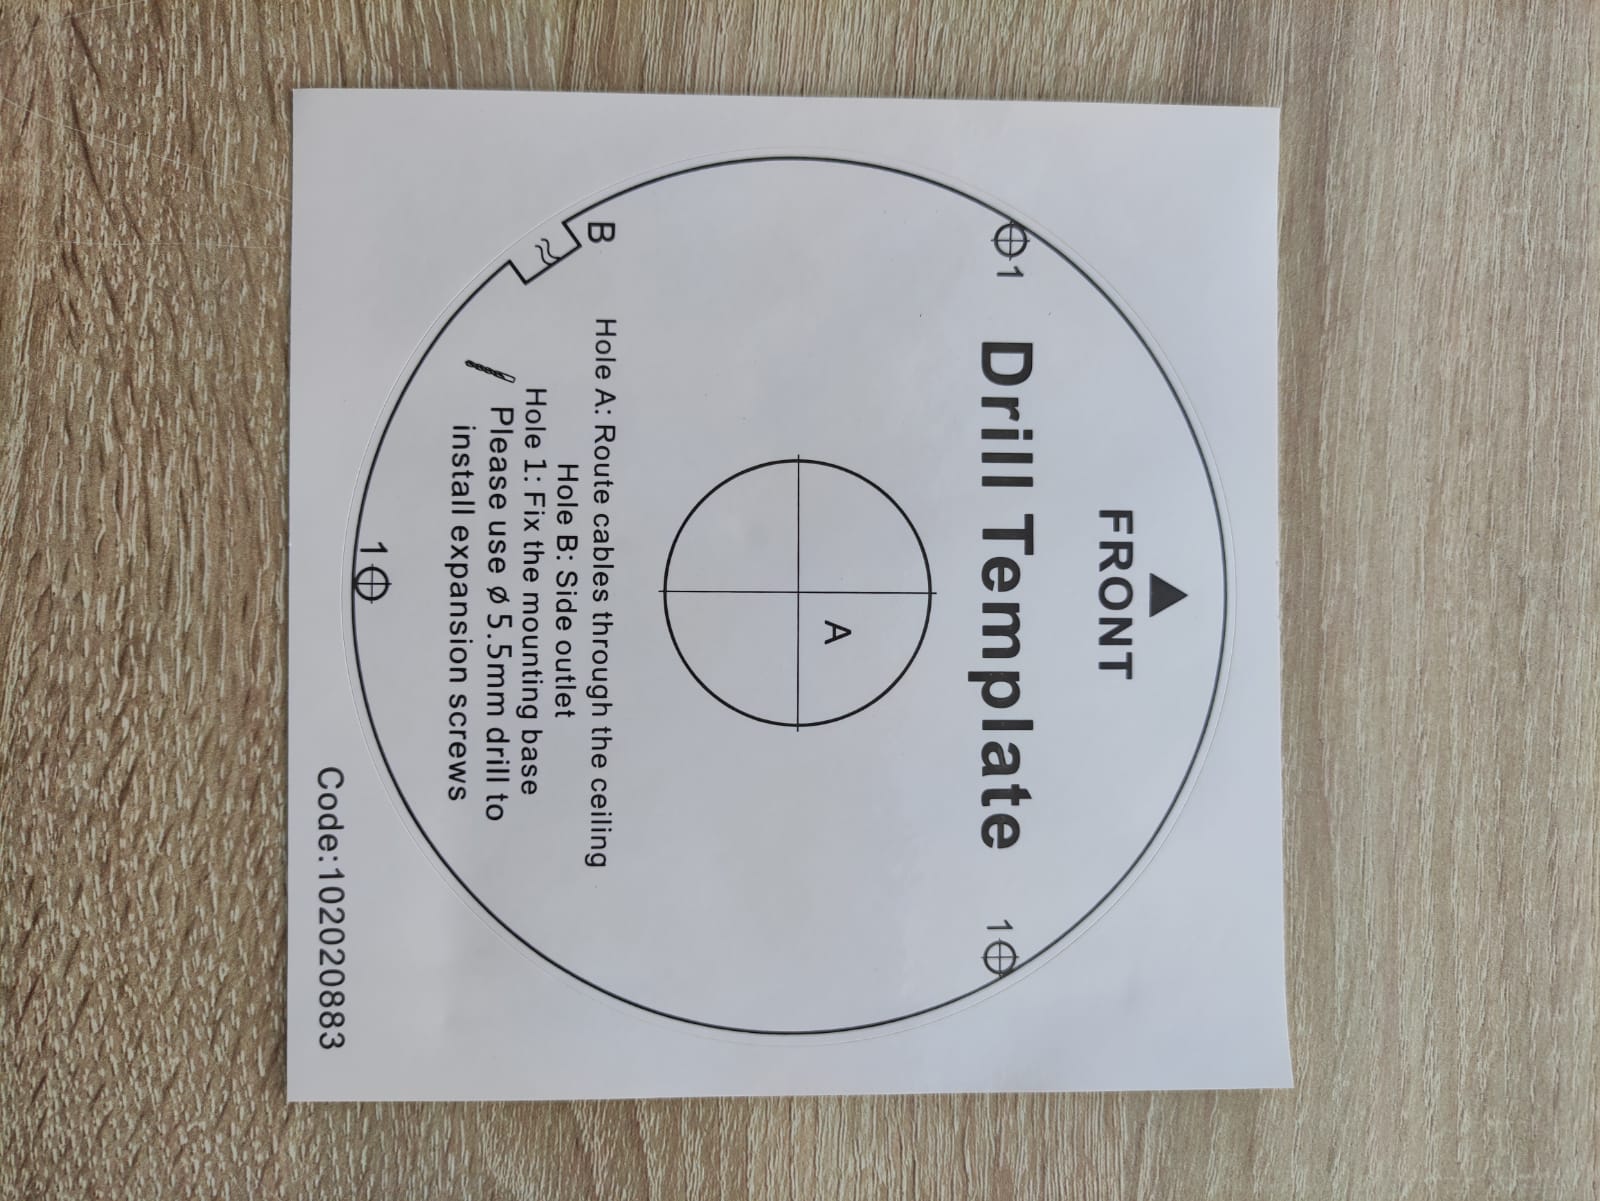 FRONT
1
Drill Template
1
A
B
Hole A: Route cables through the ceiling
Hole B: Side outlet
Hole 1: Fix the mounting base
Please use ø 5.5mm drill to
install expansion screws
1
Code:102020883